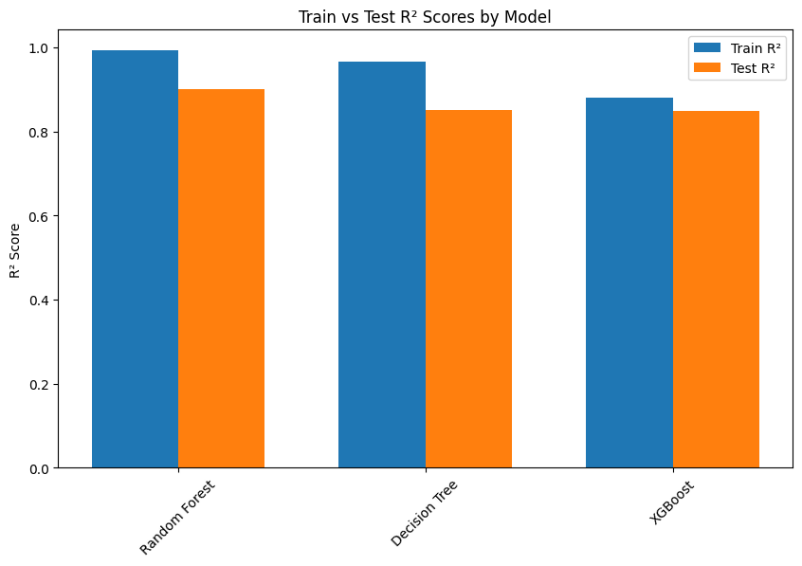 Train vs Test R² Scores by Model
Train R²
Test R²
R² Score
1.0
0.8
0.6
0.4
0.2
0.0
Random Forest
Decision Tree
XGBoost